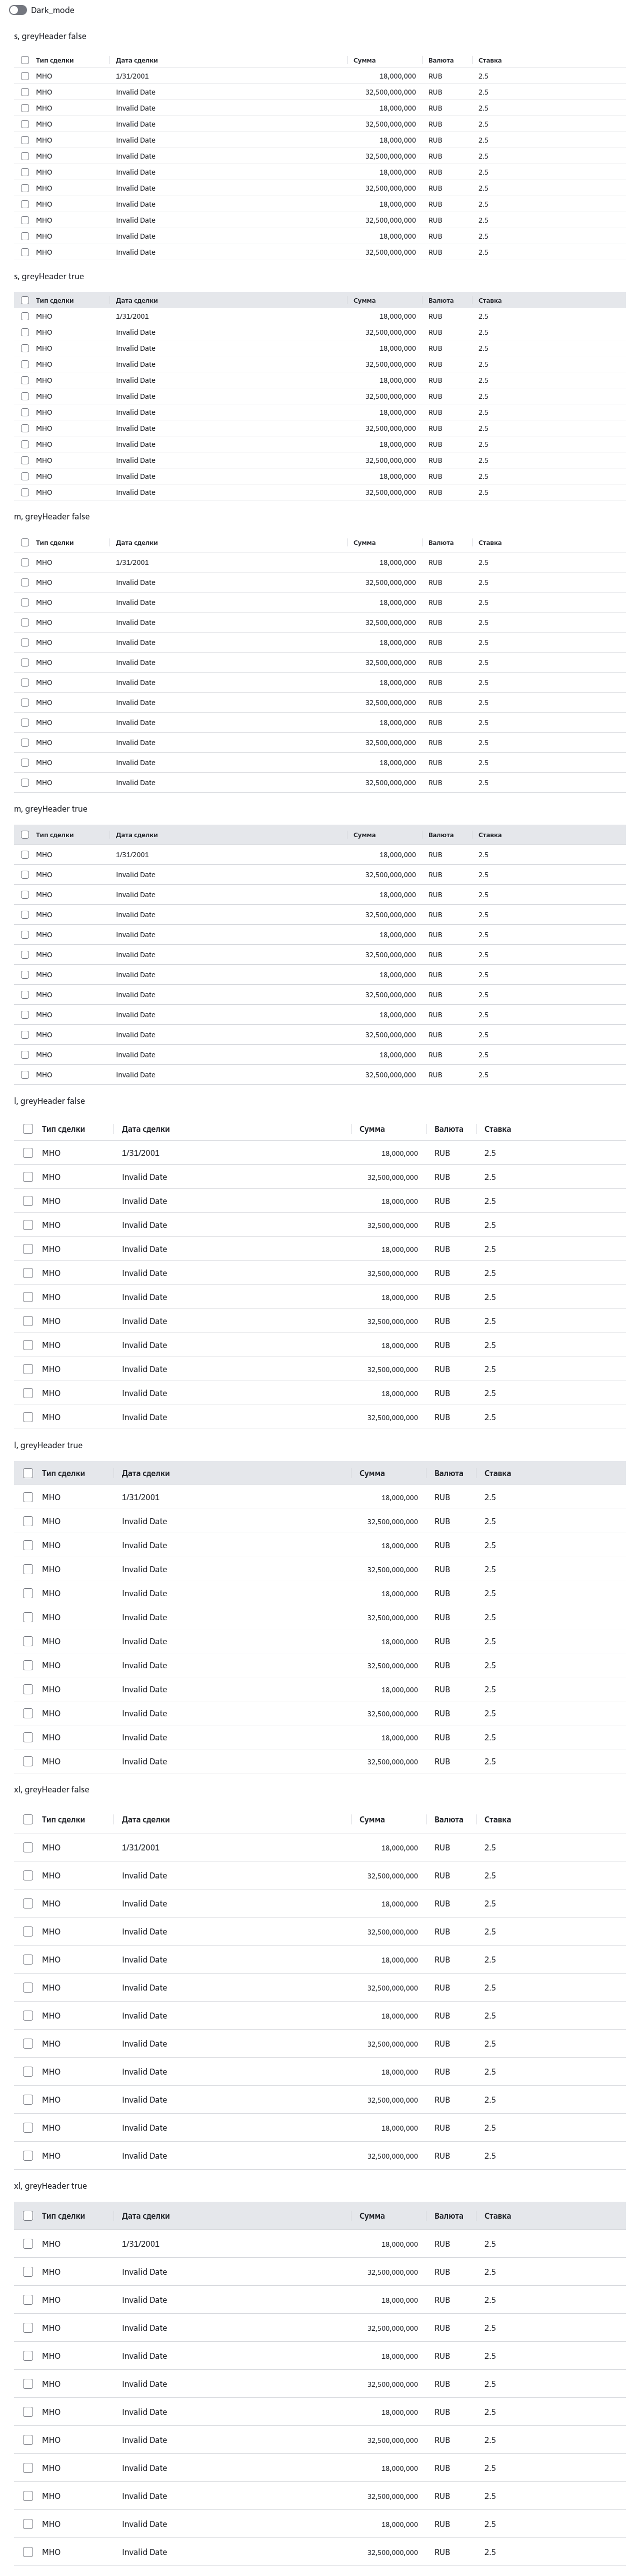 Dark_mode
s, greyHeader false
Тип сделки Дата сделки Сумма Валюта Ставка
МНО 1/31/2001 18,000,000 RUB 2.5
МНО Invalid Date 32,500,000,000 RUB 2.5
МНО Invalid Date 18,000,000 RUB 2.5
МНО Invalid Date 32,500,000,000 RUB 2.5
МНО Invalid Date 18,000,000 RUB 2.5
МНО Invalid Date 32,500,000,000 RUB 2.5
МНО Invalid Date 18,000,000 RUB 2.5
МНО Invalid Date 32,500,000,000 RUB 2.5
МНО Invalid Date 18,000,000 RUB 2.5
МНО Invalid Date 32,500,000,000 RUB 2.5
МНО Invalid Date 18,000,000 RUB 2.5
МНО Invalid Date 32,500,000,000 RUB 2.5
s, greyHeader true
Тип сделки Дата сделки Сумма Валюта Ставка
МНО 1/31/2001 18,000,000 RUB 2.5
МНО Invalid Date 32,500,000,000 RUB 2.5
МНО Invalid Date 18,000,000 RUB 2.5
МНО Invalid Date 32,500,000,000 RUB 2.5
МНО Invalid Date 18,000,000 RUB 2.5
МНО Invalid Date 32,500,000,000 RUB 2.5
МНО Invalid Date 18,000,000 RUB 2.5
МНО Invalid Date 32,500,000,000 RUB 2.5
МНО Invalid Date 18,000,000 RUB 2.5
МНО Invalid Date 32,500,000,000 RUB 2.5
МНО Invalid Date 18,000,000 RUB 2.5
МНО Invalid Date 32,500,000,000 RUB 2.5
m, greyHeader false
Тип сделки Дата сделки Сумма Валюта Ставка
МНО 1/31/2001 18,000,000 RUB 2.5
МНО Invalid Date 32,500,000,000 RUB 2.5
МНО Invalid Date 18,000,000 RUB 2.5
МНО Invalid Date 32,500,000,000 RUB 2.5
МНО Invalid Date 18,000,000 RUB 2.5
МНО Invalid Date 32,500,000,000 RUB 2.5
МНО Invalid Date 18,000,000 RUB 2.5
МНО Invalid Date 32,500,000,000 RUB 2.5
МНО Invalid Date 18,000,000 RUB 2.5
МНО Invalid Date 32,500,000,000 RUB 2.5
МНО Invalid Date 18,000,000 RUB 2.5
МНО Invalid Date 32,500,000,000 RUB 2.5
m, greyHeader true
Тип сделки Дата сделки Сумма Валюта Ставка
МНО 1/31/2001 18,000,000 RUB 2.5
МНО Invalid Date 32,500,000,000 RUB 2.5
МНО Invalid Date 18,000,000 RUB 2.5
МНО Invalid Date 32,500,000,000 RUB 2.5
МНО Invalid Date 18,000,000 RUB 2.5
МНО Invalid Date 32,500,000,000 RUB 2.5
МНО Invalid Date 18,000,000 RUB 2.5
МНО Invalid Date 32,500,000,000 RUB 2.5
МНО Invalid Date 18,000,000 RUB 2.5
МНО Invalid Date 32,500,000,000 RUB 2.5
МНО Invalid Date 18,000,000 RUB 2.5
МНО Invalid Date 32,500,000,000 RUB 2.5
l, greyHeader false
Тип сделки Дата сделки Сумма Валюта Ставка
МНО 1/31/2001 18,000,000 RUB 2.5
МНО Invalid Date 32,500,000,000 RUB 2.5
МНО Invalid Date 18,000,000 RUB 2.5
МНО Invalid Date 32,500,000,000 RUB 2.5
МНО Invalid Date 18,000,000 RUB 2.5
МНО Invalid Date 32,500,000,000 RUB 2.5
МНО Invalid Date 18,000,000 RUB 2.5
МНО Invalid Date 32,500,000,000 RUB 2.5
МНО Invalid Date 18,000,000 RUB 2.5
МНО Invalid Date 32,500,000,000 RUB 2.5
МНО Invalid Date 18,000,000 RUB 2.5
МНО Invalid Date 32,500,000,000 RUB 2.5
l, greyHeader true
Тип сделки Дата сделки Сумма Валюта Ставка
МНО 1/31/2001 18,000,000 RUB 2.5
МНО Invalid Date 32,500,000,000 RUB 2.5
МНО Invalid Date 18,000,000 RUB 2.5
МНО Invalid Date 32,500,000,000 RUB 2.5
МНО Invalid Date 18,000,000 RUB 2.5
МНО Invalid Date 32,500,000,000 RUB 2.5
МНО Invalid Date 18,000,000 RUB 2.5
МНО Invalid Date 32,500,000,000 RUB 2.5
МНО Invalid Date 18,000,000 RUB 2.5
МНО Invalid Date 32,500,000,000 RUB 2.5
МНО Invalid Date 18,000,000 RUB 2.5
МНО Invalid Date 32,500,000,000 RUB 2.5
xl, greyHeader false
Тип сделки Дата сделки Сумма Валюта Ставка
МНО 1/31/2001 18,000,000 RUB 2.5
МНО Invalid Date 32,500,000,000 RUB 2.5
МНО Invalid Date 18,000,000 RUB 2.5
МНО Invalid Date 32,500,000,000 RUB 2.5
МНО Invalid Date 18,000,000 RUB 2.5
МНО Invalid Date 32,500,000,000 RUB 2.5
МНО Invalid Date 18,000,000 RUB 2.5
МНО Invalid Date 32,500,000,000 RUB 2.5
МНО Invalid Date 18,000,000 RUB 2.5
МНО Invalid Date 32,500,000,000 RUB 2.5
МНО Invalid Date 18,000,000 RUB 2.5
МНО Invalid Date 32,500,000,000 RUB 2.5
xl, greyHeader true
Тип сделки Дата сделки Сумма Валюта Ставка
МНО 1/31/2001 18,000,000 RUB 2.5
МНО Invalid Date 32,500,000,000 RUB 2.5
МНО Invalid Date 18,000,000 RUB 2.5
МНО Invalid Date 32,500,000,000 RUB 2.5
МНО Invalid Date 18,000,000 RUB 2.5
МНО Invalid Date 32,500,000,000 RUB 2.5
МНО Invalid Date 18,000,000 RUB 2.5
МНО Invalid Date 32,500,000,000 RUB 2.5
МНО Invalid Date 18,000,000 RUB 2.5
МНО Invalid Date 32,500,000,000 RUB 2.5
МНО Invalid Date 18,000,000 RUB 2.5
МНО Invalid Date 32,500,000,000 RUB 2.5